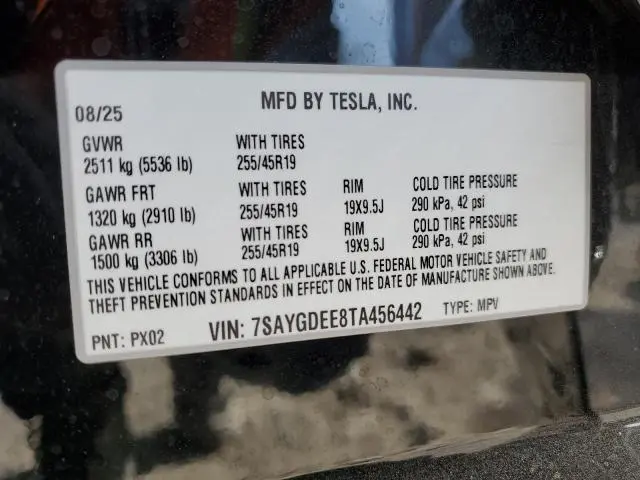 MFD BY TESLA, INC.
08/25
GVWR WITH TIRES
2511 kg (5536 lb) 255/45R19
GAWR FRT WITH TIRES RIM COLD TIRE PRESSURE
1320 kg (2910 lb) 255/45R19 19X9.5J 290 kPa, 42 psi
GAWR RR WITH TIRES RIM COLD TIRE PRESSURE
1500 kg (3306 lb) 255/45R19 19X9.5J 290 kPa, 42 psi
THIS VEHICLE CONFORMS TO ALL APPLICABLE U.S. FEDERAL MOTOR VEHICLE SAFETY AND
THEFT PREVENTION STANDARDS IN EFFECT ON THE DATE OF MANUFACTURE SHOWN ABOVE.
PNT: PX02 VIN: 7SAYGDEE8TA456442 TYPE: MPV